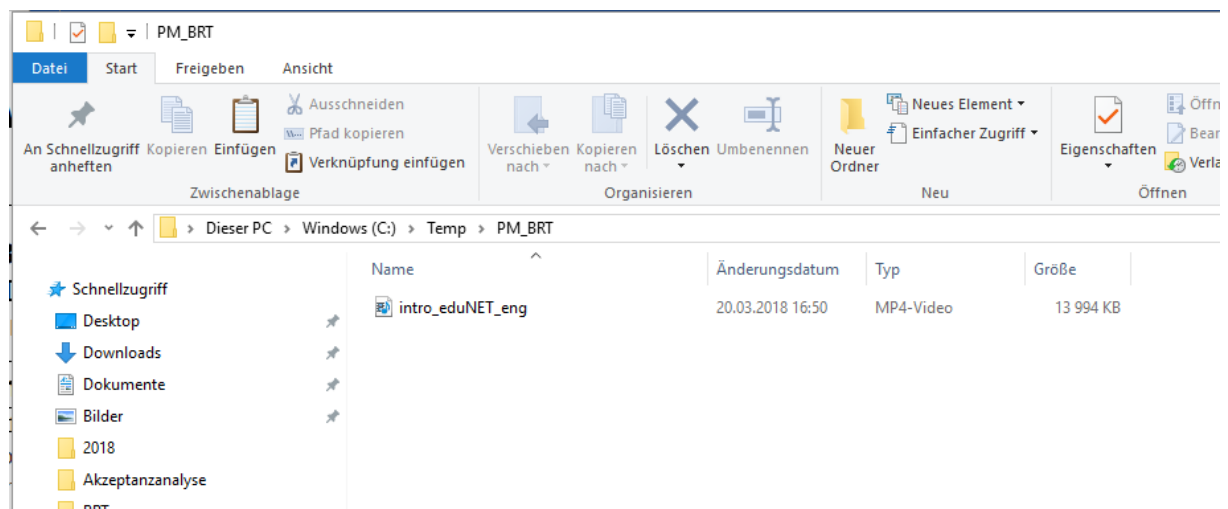 PM_BRT
Datei Start Freigeben Ansicht
An Schnellzugriff anheften
Kopieren
Einfügen
Ausschneiden
Pfad kopieren
Verknüpfung einfügen
Zwischenablage
Verschieben nach
Kopieren nach
Löschen
Umbenennen
Organisieren
Neuer Ordner
Neues Element
Einfacher Zugriff
Neu
Eigenschaften
Öffnen
Dieser PC > Windows (C:) > Temp > PM_BRT
Name Änderungsdatum Typ Größe
intro_eduNET_eng 20.03.2018 16:50 MP4-Video 13 994 KB
Schnellzugriff
Desktop
Downloads
Dokumente
Bilder
2018
Akzeptanzanalyse